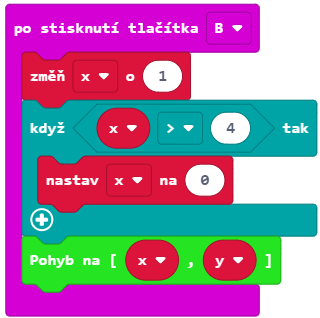 po stisknutí tlačítka B
změň x o 1
když x > 4 tak
nastav x na 0
Pohyb na [ x , y ]